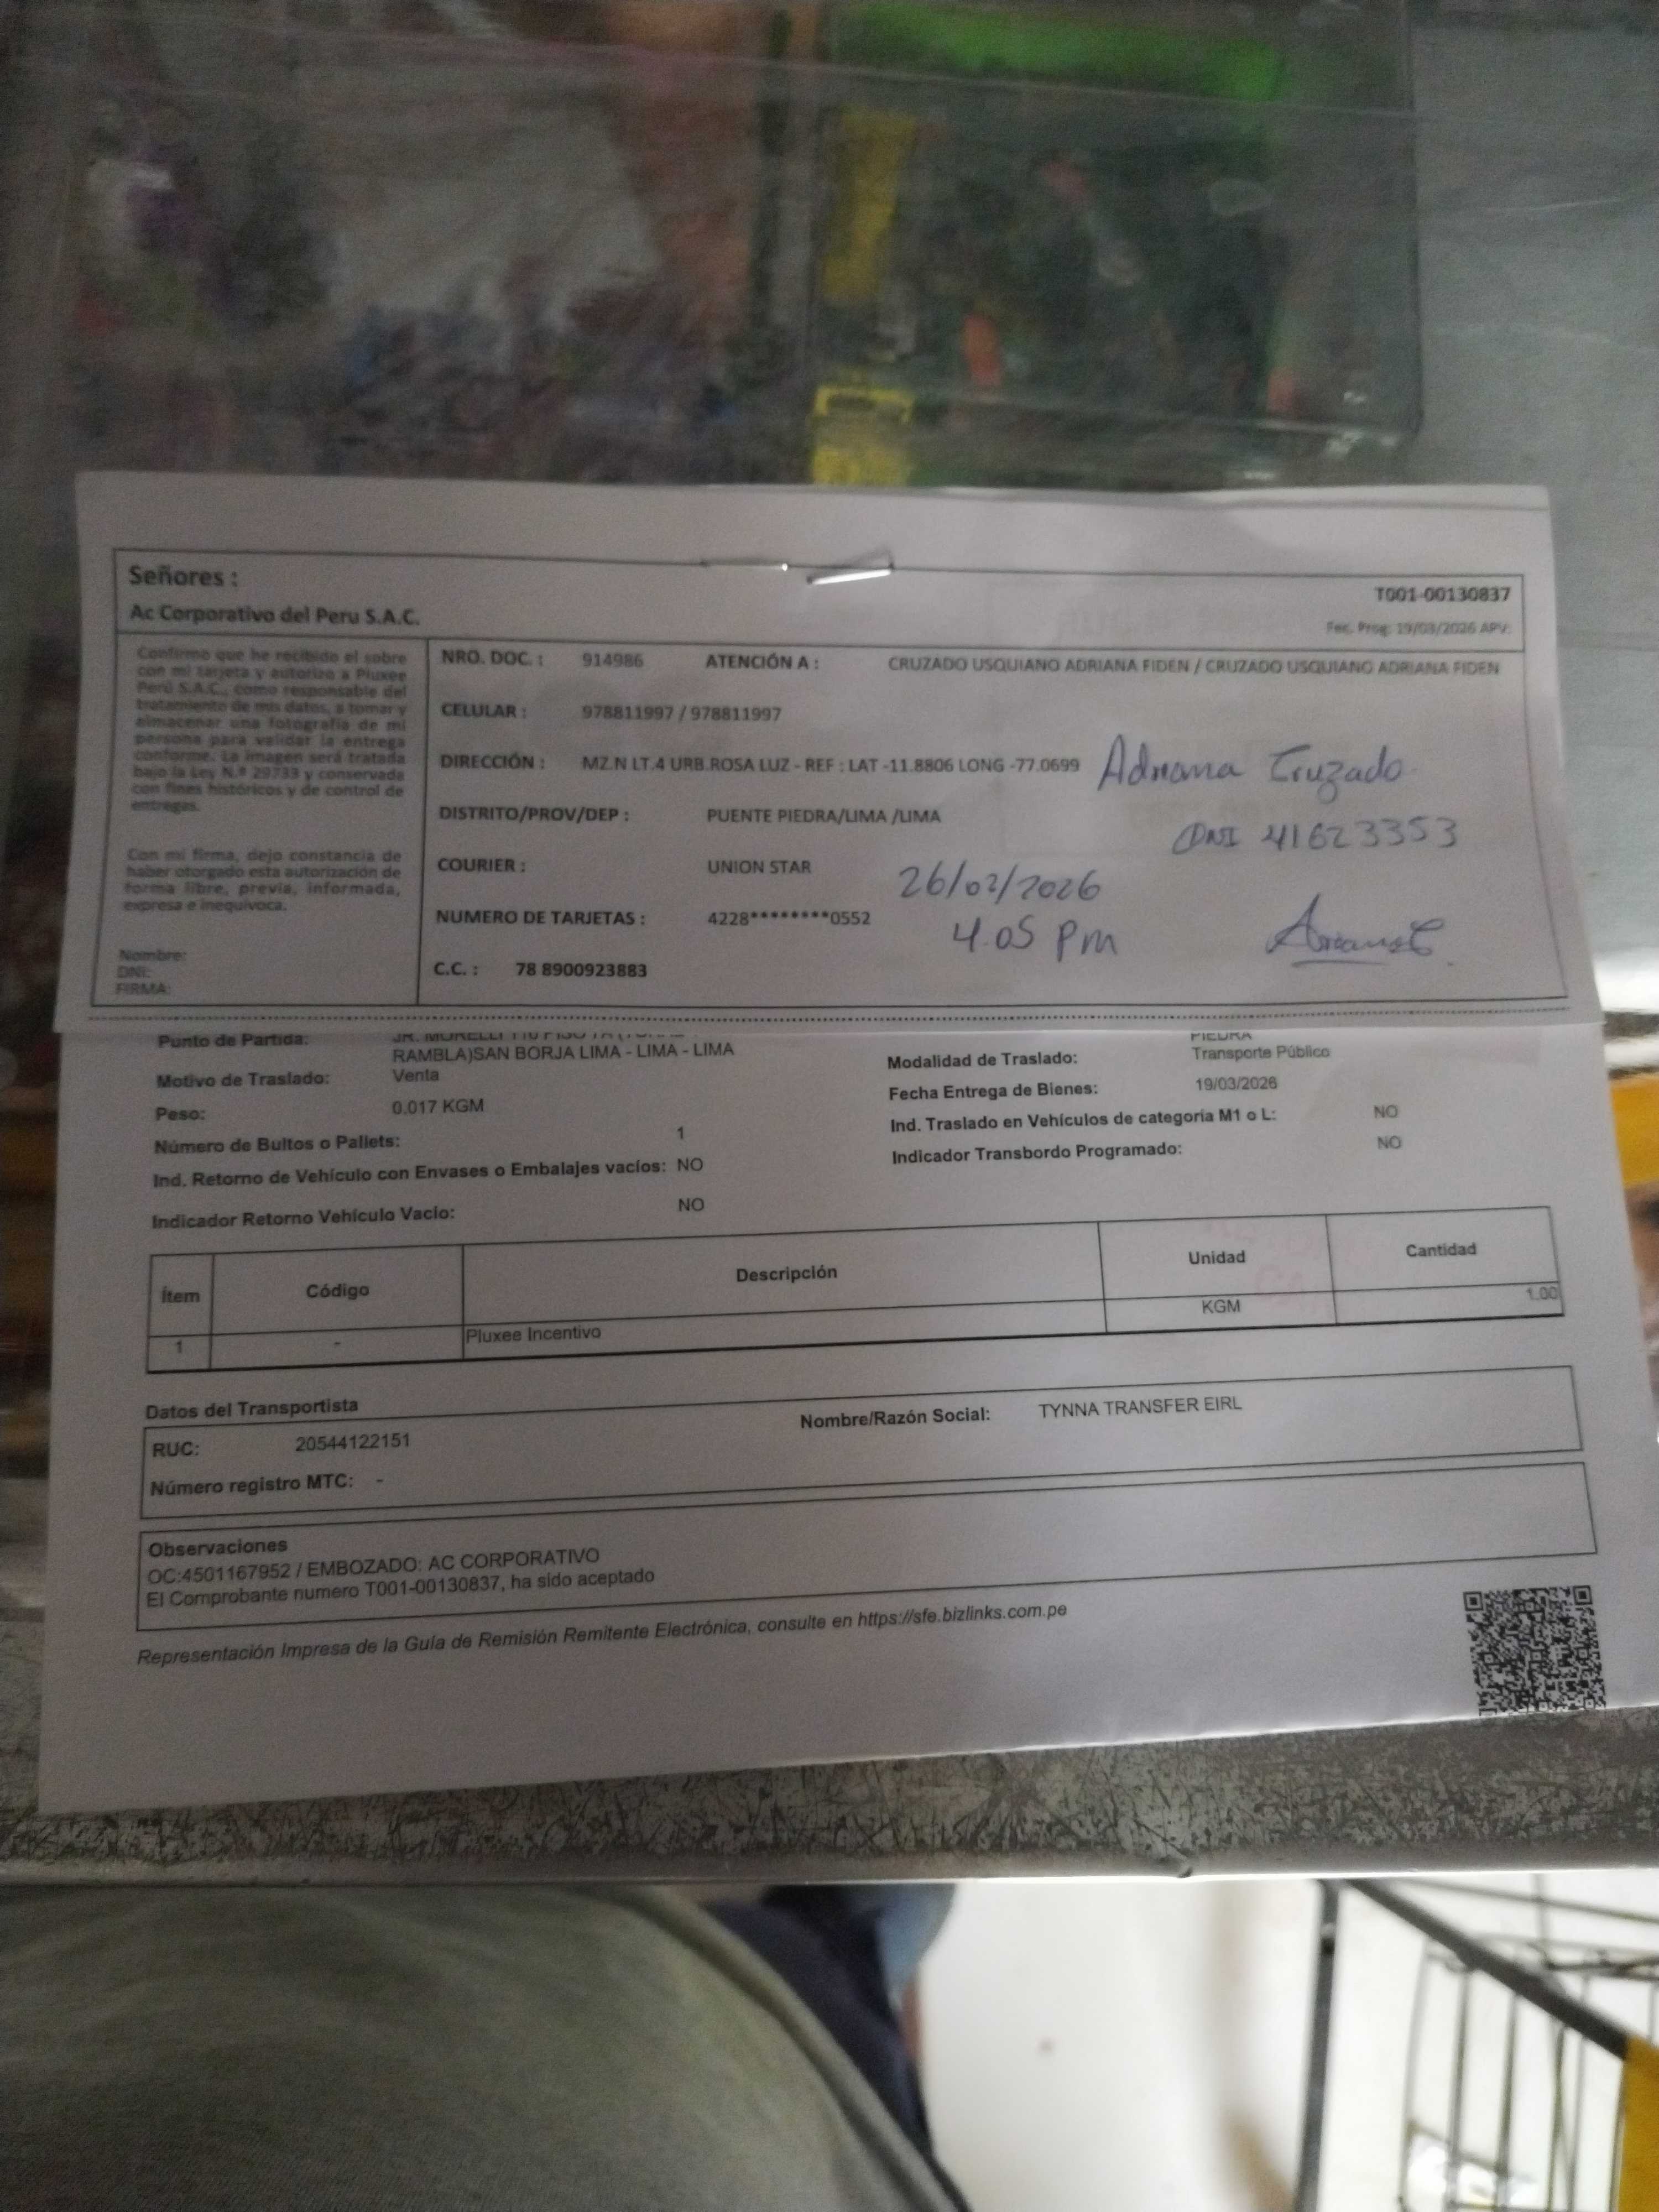 Señores :
Ac Corporativo del Peru S.A.C.
T001-00130837
Fec. Prog: 19/03/2026 APV:
Confirmo que he recibido el sobre
con mi tarjeta y autorizo a Pluxee
Perú S.A.C., como responsable del
tratamiento de mis datos, a tomar y
almacenar una fotografía de mi
persona para validar la entrega
conforme. La imagen será tratada
bajo la Ley N.º 29733 y conservada
con fines históricos y de control de
entregas.
Con mi firma, dejo constancia de
haber otorgado esta autorización de
forma libre, previa, informada,
expresa e inequívoca.
Nombre:
DNI:
FIRMA:
NRO. DOC. : 914986 ATENCIÓN A : CRUZADO USQUIANO ADRIANA FIDEN / CRUZADO USQUIANO ADRIANA FIDEN
CELULAR : 978811997 / 978811997
DIRECCIÓN : MZ.N LT.4 URB.ROSA LUZ - REF : LAT -11.8806 LONG -77.0699
Adriana Cruzado
DISTRITO/PROV/DEP : PUENTE PIEDRA/LIMA /LIMA
DNI 41623353
COURIER : UNION STAR
26/02/2026
NUMERO DE TARJETAS : 4228********0552
4.05 pm
C.C. : 78 8900923883
Punto de Partida: JR. MORELLI 110 PISO
RAMBLA)SAN BORJA LIMA - LIMA - LIMA
Motivo de Traslado: Venta
Peso: 0.017 KGM
Número de Bultos o Pallets: 1
Ind. Retorno de Vehículo con Envases o Embalajes vacíos: NO
Indicador Retorno Vehículo Vacío: NO
PIEDRA
Modalidad de Traslado: Transporte Público
Fecha Entrega de Bienes: 19/03/2026
Ind. Traslado en Vehículos de categoría M1 o L: NO
Indicador Transbordo Programado: NO
Ítem Código Descripción Unidad Cantidad
1 - Pluxee Incentivo KGM 1.00
Datos del Transportista
RUC: 20544122151 Nombre/Razón Social: TYNNA TRANSFER EIRL
Número registro MTC: -
Observaciones
OC:4501167952 / EMBOZADO: AC CORPORATIVO
El Comprobante numero T001-00130837, ha sido aceptado
Representación Impresa de la Guía de Remisión Remitente Electrónica, consulte en https://sfe.bizlinks.com.pe